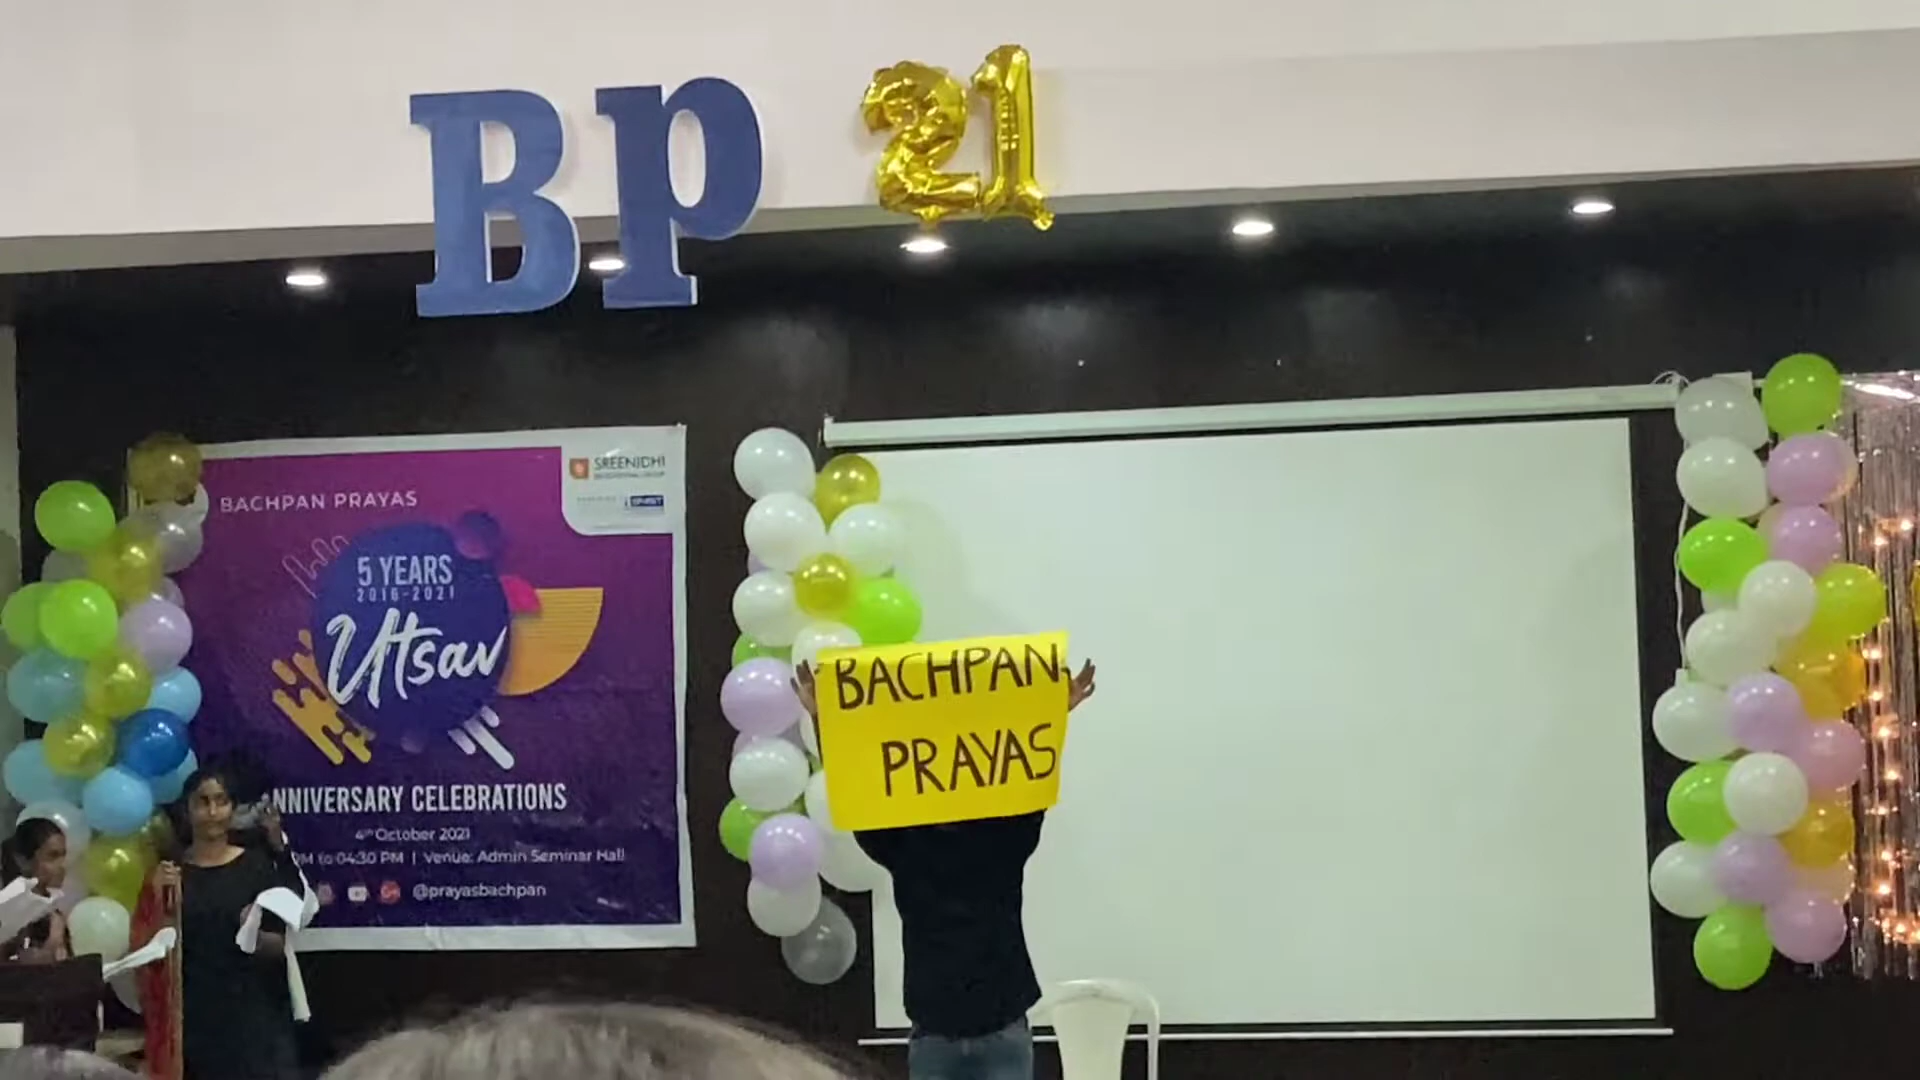 Bp 21
BACHPAN PRAYAS
SREENIDHI
5 YEARS
2016-2021
Utsav
ANNIVERSARY CELEBRATIONS
4th October 2021
PM to 04:30 PM | Venue: Admin Seminar Hall
@prayasbachpan
BACHPAN
PRAYAS